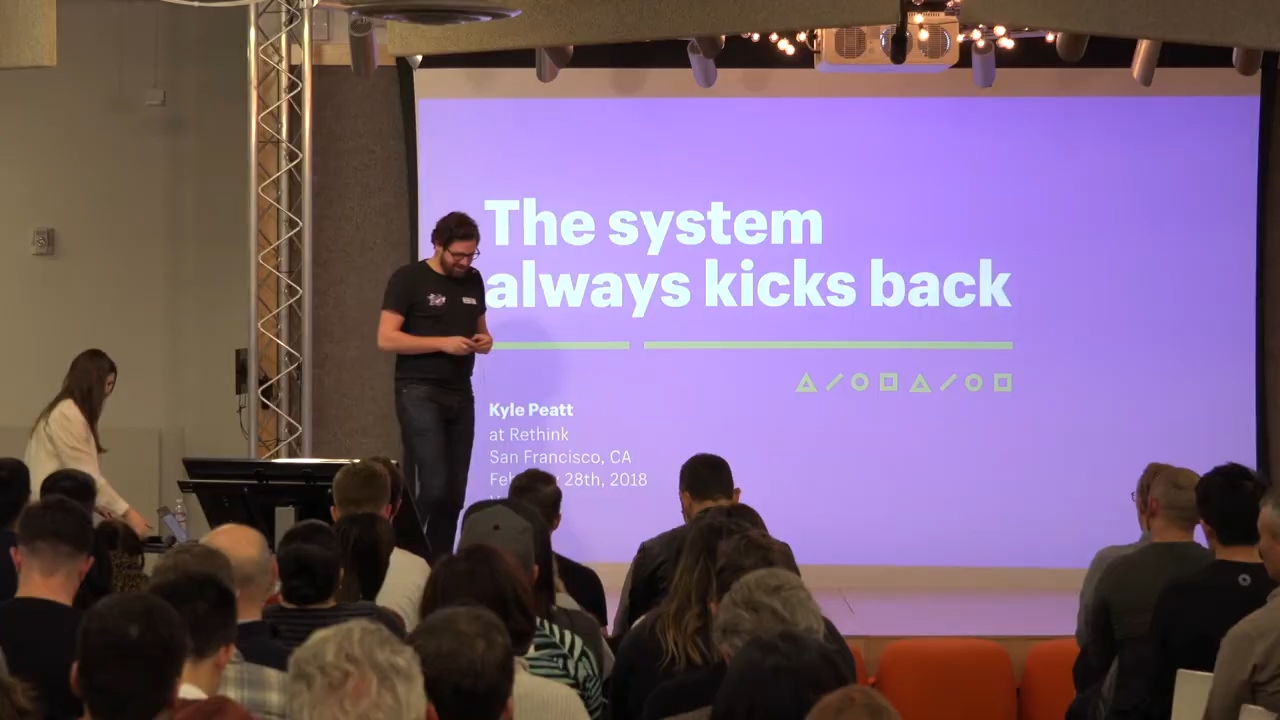 The system
always kicks back
Kyle Peatt
at Rethink
San Francisco, CA
28th, 2018